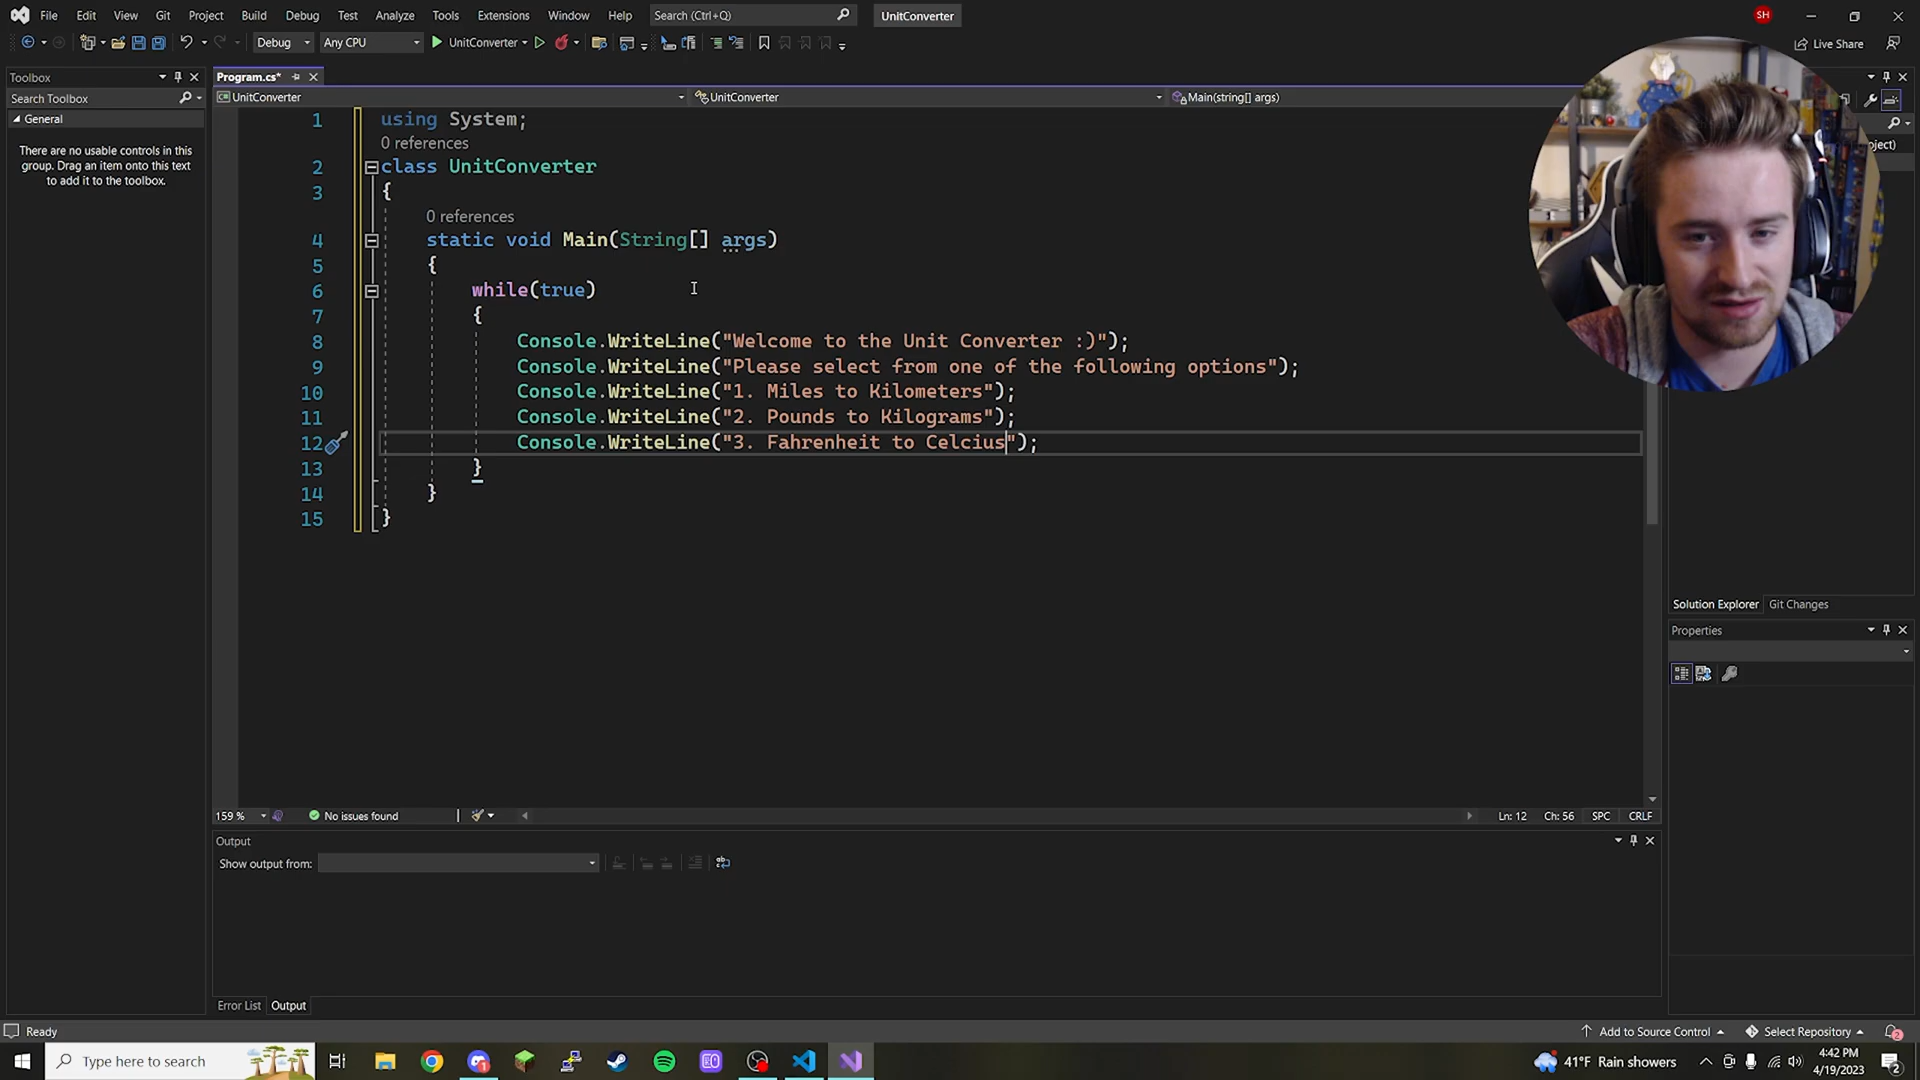 File Edit View Git Project Build Debug Test Analyze Tools Extensions Window Help Search (Ctrl+Q) UnitConverter SH
Debug Any CPU UnitConverter Live Share
Toolbox Program.cs*
Search Toolbox UnitConverter UnitConverter Main(string[] args)
General
There are no usable controls in this
group. Drag an item onto this text
to add it to the toolbox.
1 using System;
0 references
2 class UnitConverter
3 {
0 references
4 static void Main(String[] args)
5 {
6 while(true)
7 {
8 Console.WriteLine("Welcome to the Unit Converter :)");
9 Console.WriteLine("Please select from one of the following options");
10 Console.WriteLine("1. Miles to Kilometers");
11 Console.WriteLine("2. Pounds to Kilograms");
12 Console.WriteLine("3. Fahrenheit to Celcius");
13 }
14 }
15 }
oject)
Solution Explorer Git Changes
Properties
159 % No issues found Ln: 12 Ch: 56 SPC CRLF
Output
Show output from:
Error List Output
Ready Add to Source Control Select Repository 2
Type here to search 41°F Rain showers 4:42 PM
4/19/2023 2